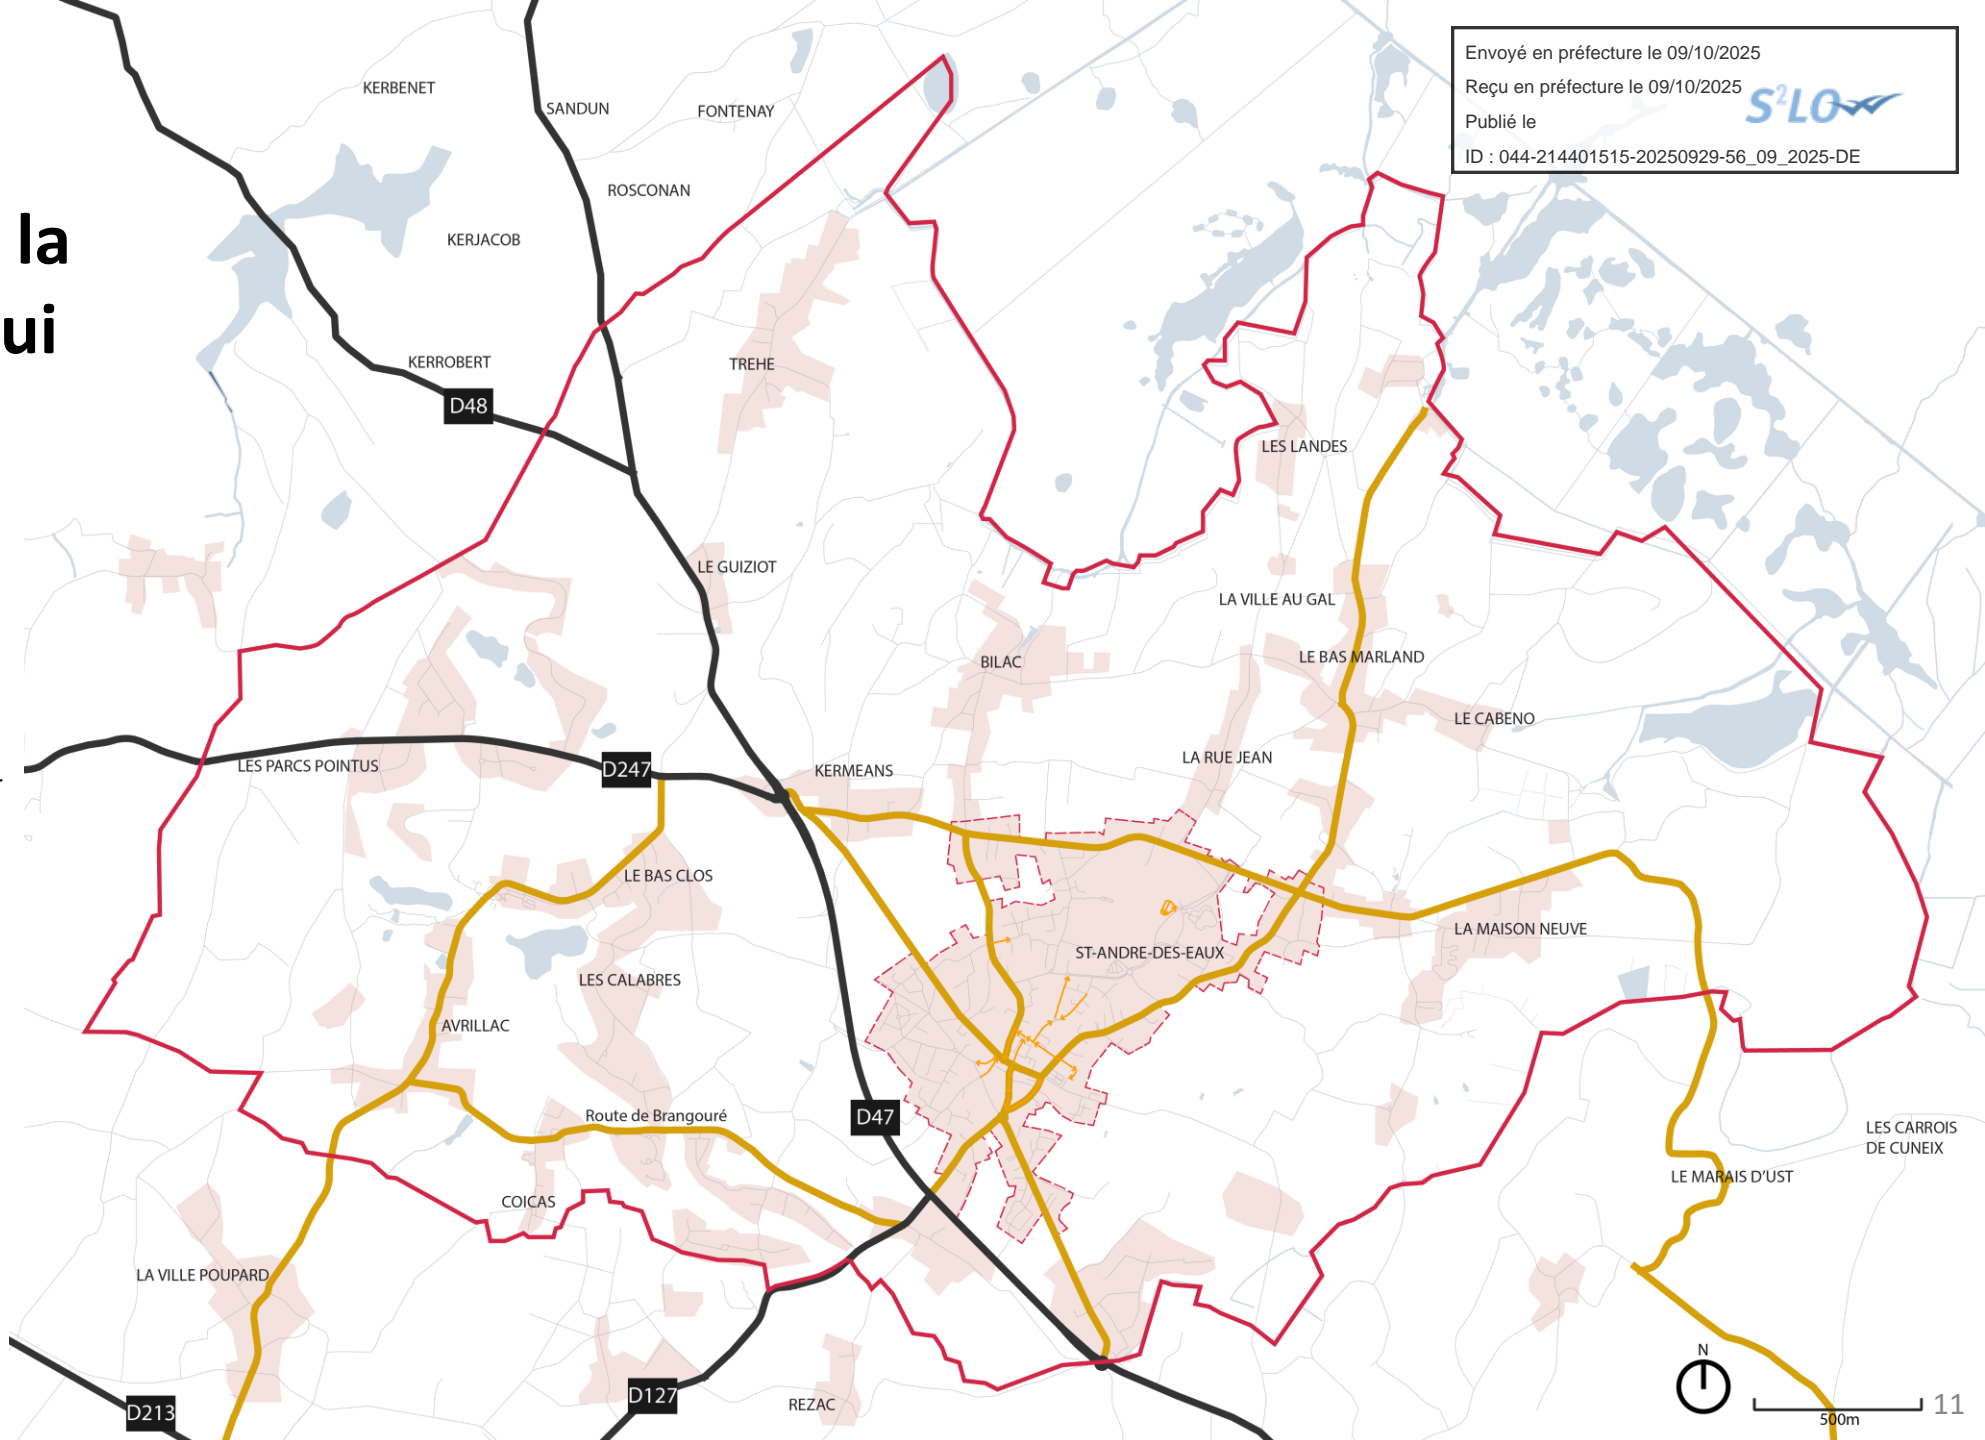 Envoyé en préfecture le 09/10/2025
Reçu en préfecture le 09/10/2025
S²LO
Publié le
ID : 044-214401515-20250929-56_09_2025-DE
la
ui
KERBENET
SANDUN
FONTENAY
ROSCONAN
KERJACOB
KERROBERT
TREHE
D48
LES LANDES
LE GUIZIOT
LA VILLE AU GAL
BILAC
LE BAS MARLAND
LE CABENO
LES PARCS POINTUS
D247
KERMEANS
LA RUE JEAN
LE BAS CLOS
LA MAISON NEUVE
ST-ANDRE-DES-EAUX
LES CALABRES
AVRILLAC
Route de Brangouré
D47
LES CARROIS
DE CUNEIX
LE MARAIS D'UST
COICAS
LA VILLE POUPARD
D213
D127
REZAC
N
500m
11